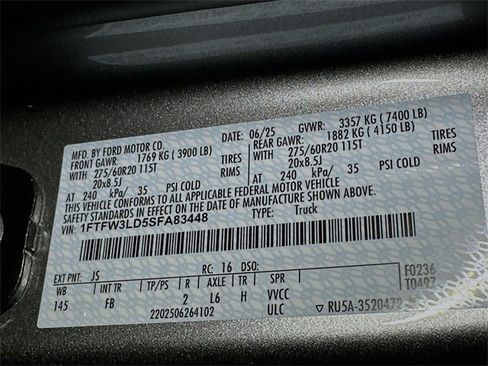 MFD. BY FORD MOTOR CO.
06/25 GVWR: 3357 KG ( 7400 LB)
FRONT GAWR: REAR GAWR:
1769 KG ( 3900 LB) 1882 KG ( 4150 LB)
WITH TIRES WITH TIRES
275/60R20 115T RIMS 275/60R20 115T RIMS
20x8.5J 20x8.5J
AT 240 kPa/ 35 PSI COLD AT 240 kPa/ 35 PSI COLD
THIS VEHICLE CONFORMS TO ALL APPLICABLE FEDERAL MOTOR VEHICLE
SAFETY STANDARDS IN EFFECT ON THE DATE OF MANUFACTURE SHOWN ABOVE.
VIN: 1FTFW3LD5SFA83448
TYPE: Truck
EXT PNT: JS RC: 16 DSO: F0236
WB INT TR TP/PS R AXLE TR SPR T0497
145 FB 2 L6 H VVCC
2202506264102 ULC